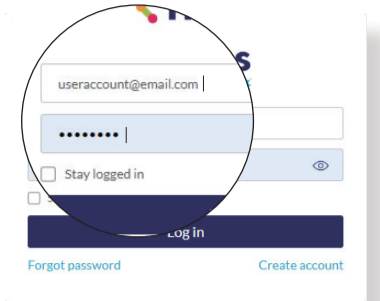 useraccount@email.com
••••••••
Stay logged in
Log in
Forgot password
Create account